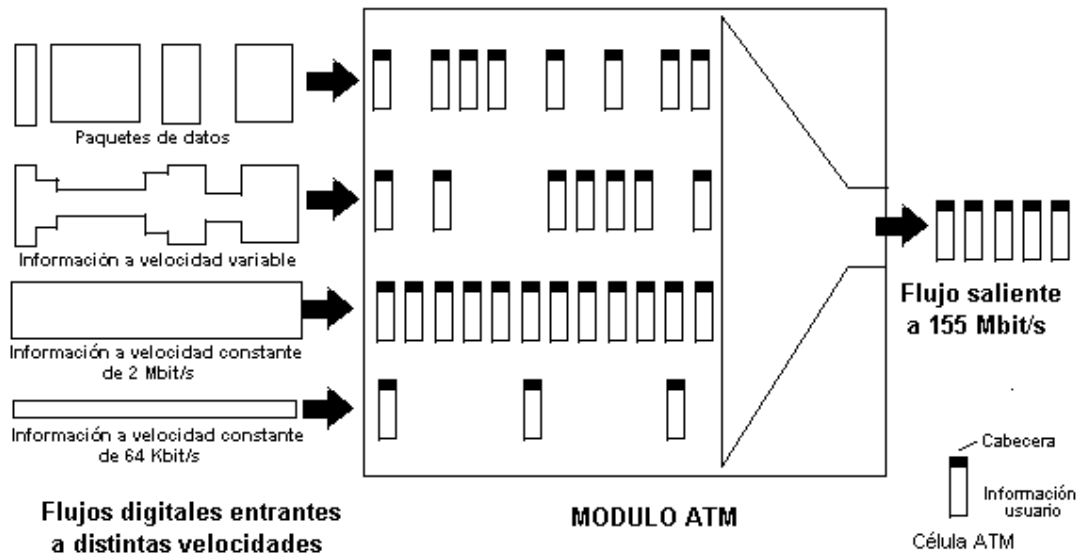 Paquetes de datos
Información a velocidad variable
Información a velocidad constante
de 2 Mbit/s
Información a velocidad constante
de 64 Kbit/s
Flujos digitales entrantes
a distintas velocidades
MODULO ATM
Flujo saliente
a 155 Mbit/s
Cabecera
Información
usuario
Célula ATM